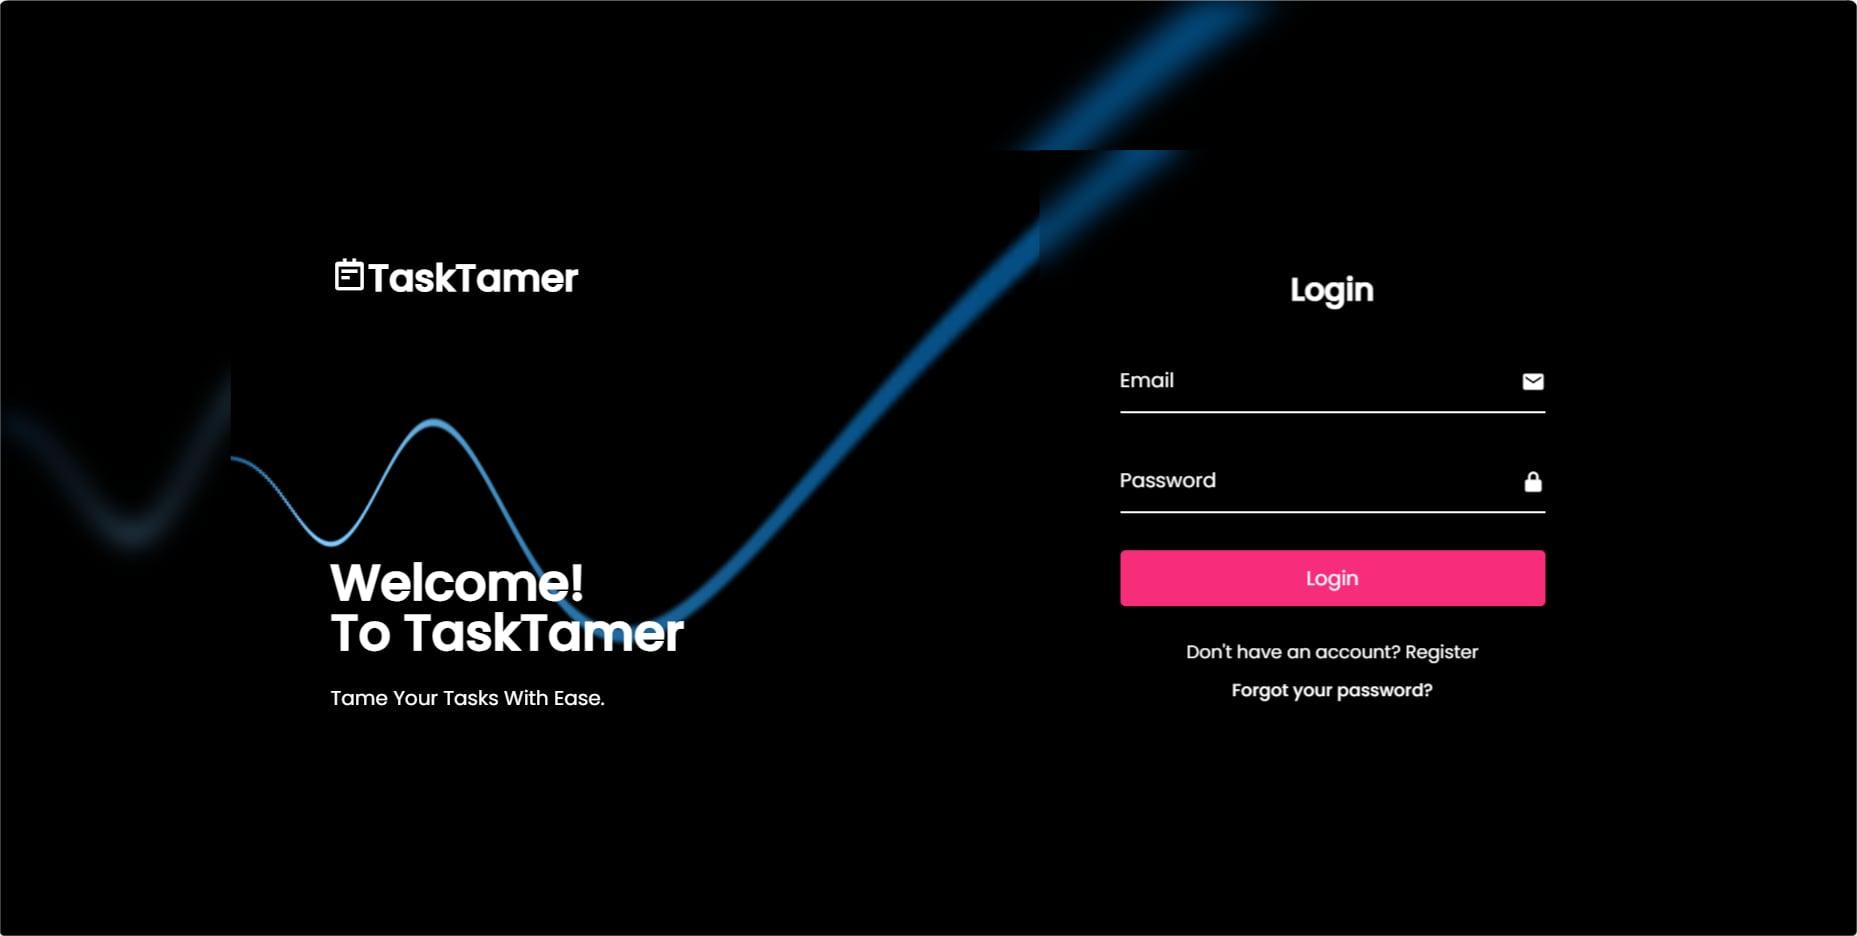 TaskTamer
Welcome!
To TaskTamer
Tame Your Tasks With Ease.
Login
Email
Password
Login
Don't have an account? Register
Forgot your password?